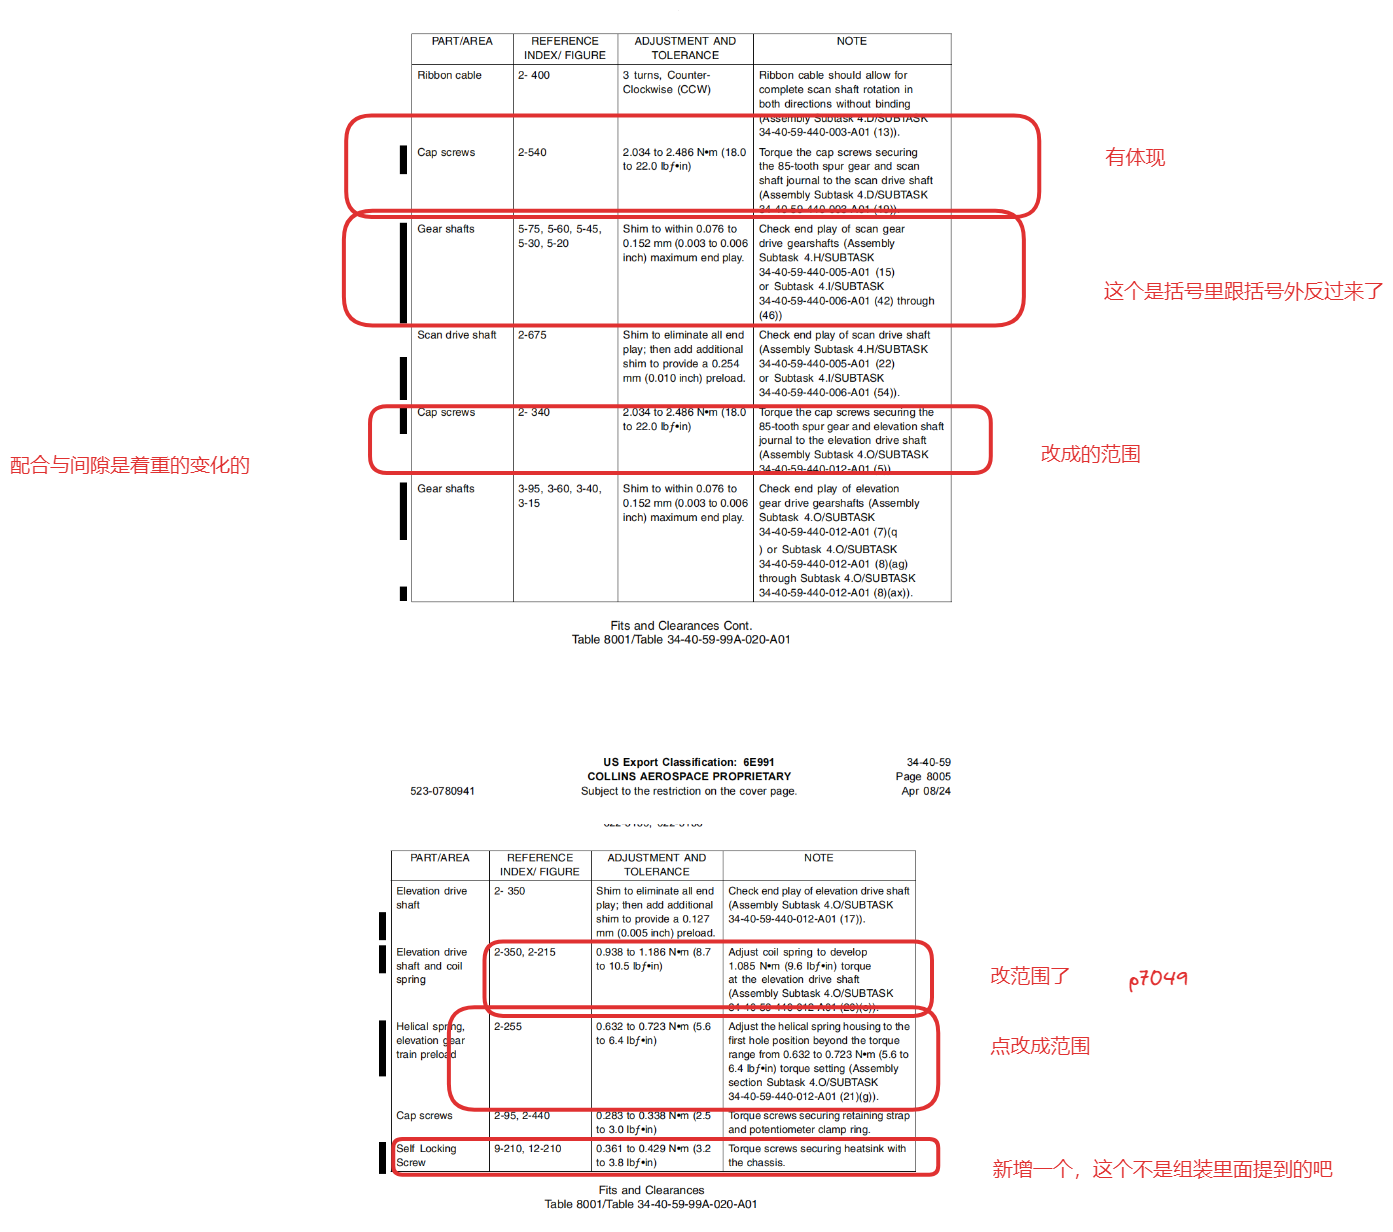 PART/AREA
REFERENCE
INDEX/ FIGURE
ADJUSTMENT AND
TOLERANCE
NOTE
Ribbon cable
2- 400
3 turns, Counter-
Clockwise (CCW)
Ribbon cable should allow for
complete scan shaft rotation in
both directions without binding
(Assembly Subtask 4.D/SUBTASK
34-40-59-440-003-A01 (13)).
Cap screws
2-540
2.034 to 2.486 N•m (18.0
to 22.0 lbƒ•in)
Torque the cap screws securing
the 85-tooth spur gear and scan
shaft journal to the scan drive shaft
(Assembly Subtask 4.D/SUBTASK
34-40-59-440-003-A01 (18)).
有体现
Gear shafts
5-75, 5-60, 5-45,
5-30, 5-20
Shim to within 0.076 to
0.152 mm (0.003 to 0.006
inch) maximum end play.
Check end play of scan gear
drive gearshafts (Assembly
Subtask 4.H/SUBTASK
34-40-59-440-005-A01 (15)
or Subtask 4.I/SUBTASK
34-40-59-440-006-A01 (42) through
(46))
这个是括号里跟括号外反过来了
Scan drive shaft
2-675
Shim to eliminate all end
play; then add additional
shim to provide a 0.254
mm (0.010 inch) preload.
Check end play of scan drive shaft
(Assembly Subtask 4.H/SUBTASK
34-40-59-440-005-A01 (22)
or Subtask 4.I/SUBTASK
34-40-59-440-006-A01 (54)).
Cap screws
2- 340
2.034 to 2.486 N•m (18.0
to 22.0 lbƒ•in)
Torque the cap screws securing the
85-tooth spur gear and elevation shaft
journal to the elevation drive shaft
(Assembly Subtask 4.O/SUBTASK
34-40-59-440-012-A01 (5))
改成的范围
配合与间隙是着重的变化的
Gear shafts
3-95, 3-60, 3-40,
3-15
Shim to within 0.076 to
0.152 mm (0.003 to 0.006
inch) maximum end play.
Check end play of elevation
gear drive gearshafts (Assembly
Subtask 4.O/SUBTASK
34-40-59-440-012-A01 (7)(q
) or Subtask 4.O/SUBTASK
34-40-59-440-012-A01 (8)(ag)
through Subtask 4.O/SUBTASK
34-40-59-440-012-A01 (8)(ax)).
Fits and Clearances Cont.
Table 8001/Table 34-40-59-99A-020-A01
US Export Classification: 6E991
34-40-59
COLLINS AEROSPACE PROPRIETARY
Page 8005
523-0780941
Subject to the restriction on the cover page.
Apr 08/24
PART/AREA
REFERENCE
INDEX/ FIGURE
ADJUSTMENT AND
TOLERANCE
NOTE
Elevation drive
shaft
2- 350
Shim to eliminate all end
play; then add additional
shim to provide a 0.127
mm (0.005 inch) preload.
Check end play of elevation drive shaft
(Assembly Subtask 4.O/SUBTASK
34-40-59-440-012-A01 (17)).
Elevation drive
shaft and coil
spring
2-350, 2-215
0.938 to 1.186 N•m (8.7
to 10.5 lbƒ•in)
Adjust coil spring to develop
1.085 N•m (9.6 lbƒ•in) torque
at the elevation drive shaft
(Assembly Subtask 4.O/SUBTASK
改范围了
p7049
Helical spring,
elevation gear
train preload
2-255
0.632 to 0.723 N•m (5.6
to 6.4 lbƒ•in)
Adjust the helical spring housing to the
first hole position beyond the torque
range from 0.632 to 0.723 N•m (5.6 to
6.4 lbƒ•in) torque setting (Assembly
section Subtask 4.O/SUBTASK
34-40-59-440-012-A01 (21)(g)).
点改成范围
Cap screws
2-95, 2-440
0.283 to 0.338 N•m (2.5
to 3.0 lbƒ•in)
Torque screws securing retaining strap
and potentiometer clamp ring.
Self Locking
Screw
9-210, 12-210
0.361 to 0.429 N•m (3.2
to 3.8 lbƒ•in)
Torque screws securing heatsink with
the chassis.
新增一个，这个不是组装里面提到的吧
Fits and Clearances
Table 8001/Table 34-40-59-99A-020-A01